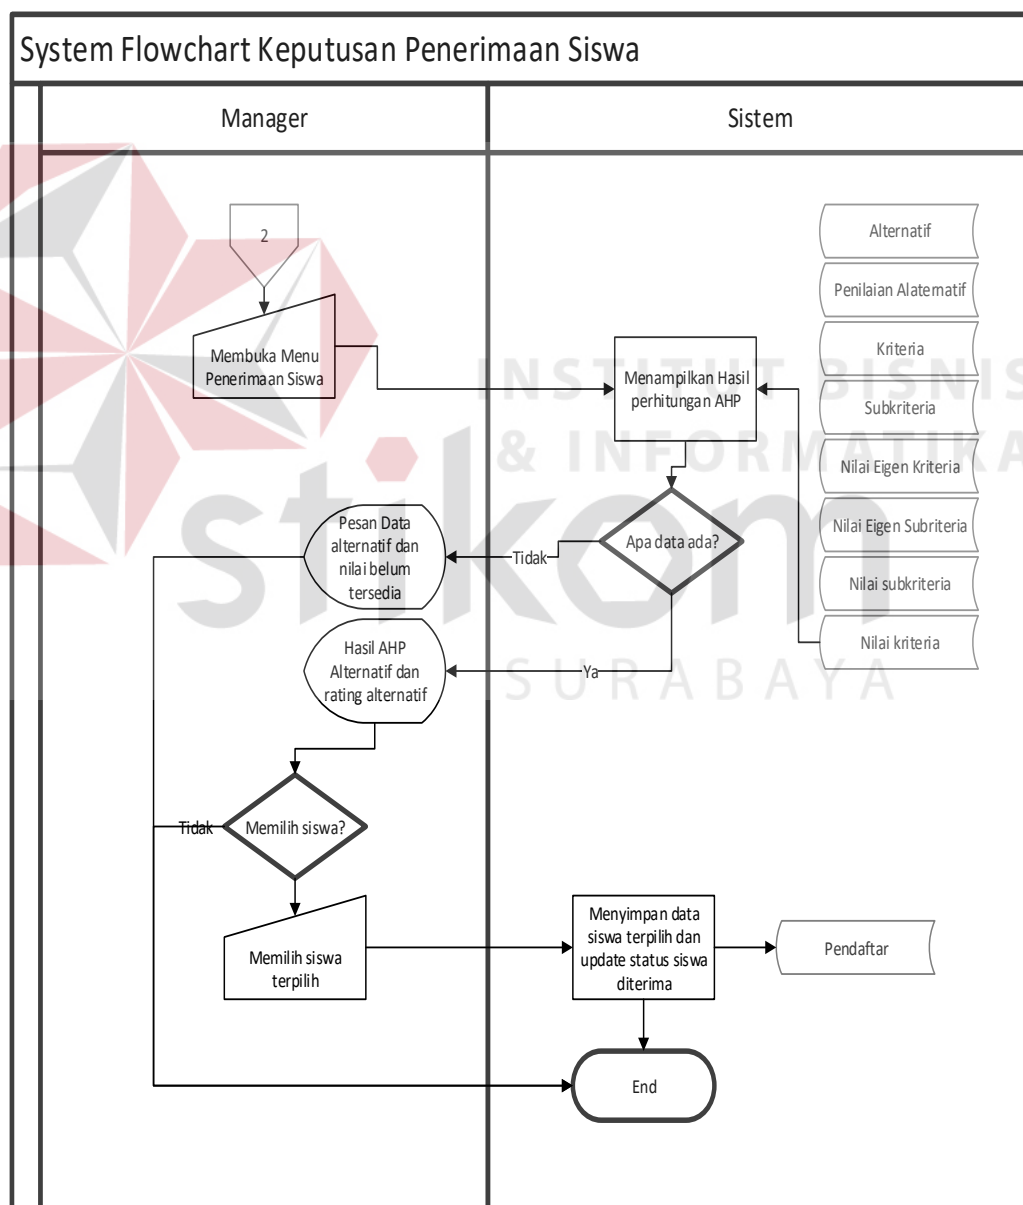 System Flowchart Keputusan Penerimaan Siswa
Manager
Sistem
2
Membuka Menu
Penerimaan Siswa
Menampilkan Hasil
perhitungan AHP
Alternatif
Penilaian Alaternatif
Kriteria
Subkriteria
Nilai Eigen Kriteria
Nilai Eigen Subriteria
Nilai subkriteria
Nilai kriteria
Apa data ada?
Tidak
Pesan Data
alternatif dan
nilai belum
tersedia
Ya
Hasil AHP
Alternatif dan
rating alternatif
Memilih siswa?
Tidak
Memilih siswa
terpilih
Menyimpan data
siswa terpilih dan
update status siswa
diterima
Pendaftar
End
INSTITUT BISNIS
& INFORMATIKA
stikom
SURABAYA